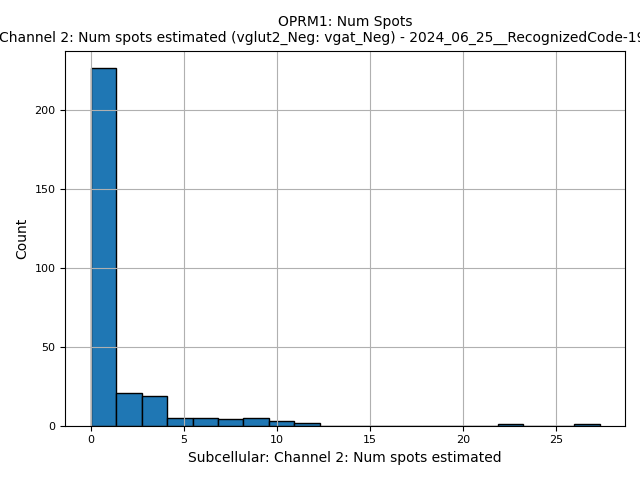 OPRM1: Num Spots
Channel 2: Num spots estimated (vglut2_Neg: vgat_Neg) - 2024_06_25__RecognizedCode-19
200
150
100
50
0
Count
0 5 10 15 20 25
Subcellular: Channel 2: Num spots estimated